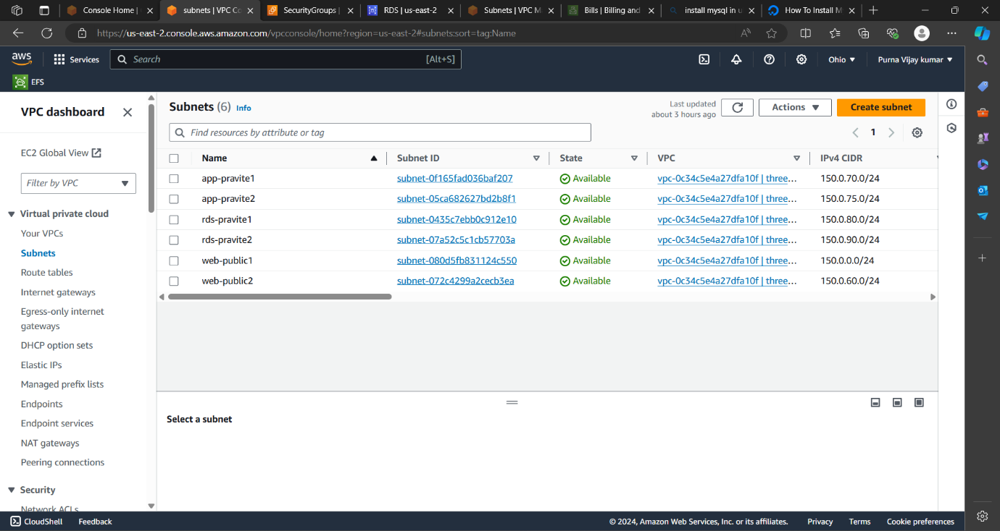 Console Home |
subnets | VPC Co
SecurityGroups |
RDS | us-east-2
Subnets | VPC M
Bills | Billing and
install mysql in u
How To Install M
https://us-east-2.console.aws.amazon.com/vpcconsole/home?region=us-east-2#subnets:sort=tag:Name
aws
Services
Search
[Alt+S]
Ohio
Purna Vijay kumar
EFS
VPC dashboard
EC2 Global View
Filter by VPC
Virtual private cloud
Your VPCs
Subnets
Route tables
Internet gateways
Egress-only internet
gateways
DHCP option sets
Elastic IPs
Managed prefix lists
Endpoints
Endpoint services
NAT gateways
Peering connections
Security
Network ACLs
Subnets (6) Info
Last updated
about 3 hours ago
Actions
Create subnet
Find resources by attribute or tag
1
Name Subnet ID State VPC IPv4 CIDR
app-pravite1 subnet-0f165fad036baf207 Available vpc-0c34c5e4a27dfa10f | three... 150.0.70.0/24
app-pravite2 subnet-05ca682627bd2b8f1 Available vpc-0c34c5e4a27dfa10f | three... 150.0.75.0/24
rds-pravite1 subnet-0435c7ebb0c912e10 Available vpc-0c34c5e4a27dfa10f | three... 150.0.80.0/24
rds-pravite2 subnet-07a52c5c1cb57703a Available vpc-0c34c5e4a27dfa10f | three... 150.0.90.0/24
web-public1 subnet-080d5fb831124c550 Available vpc-0c34c5e4a27dfa10f | three... 150.0.0.0/24
web-public2 subnet-072c4299a2cecb3ea Available vpc-0c34c5e4a27dfa10f | three... 150.0.60.0/24
Select a subnet
CloudShell
Feedback
© 2024, Amazon Web Services, Inc. or its affiliates.
Privacy
Terms
Cookie preferences